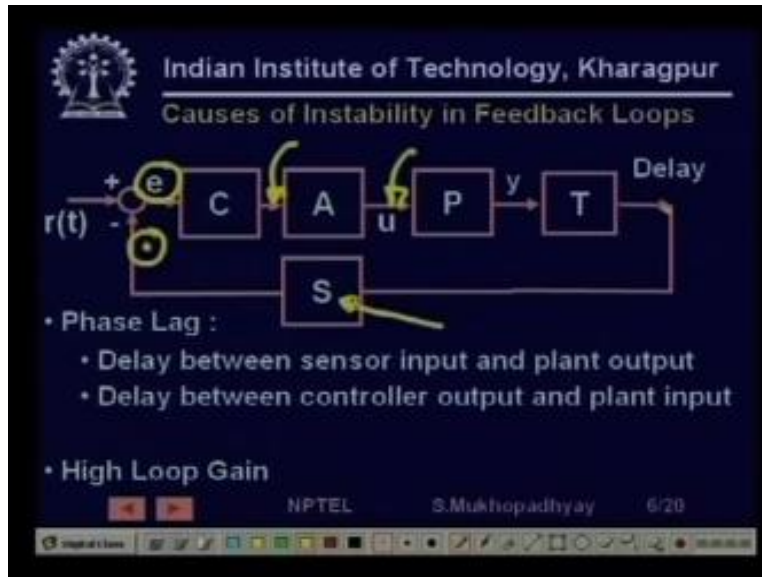 Indian Institute of Technology, Kharagpur
Causes of Instability in Feedback Loops
Delay
+ e C A u P y T
r(t) -
S
• Phase Lag :
• Delay between sensor input and plant output
• Delay between controller output and plant input
• High Loop Gain
NPTEL S.Mukhopadhyay 6/20